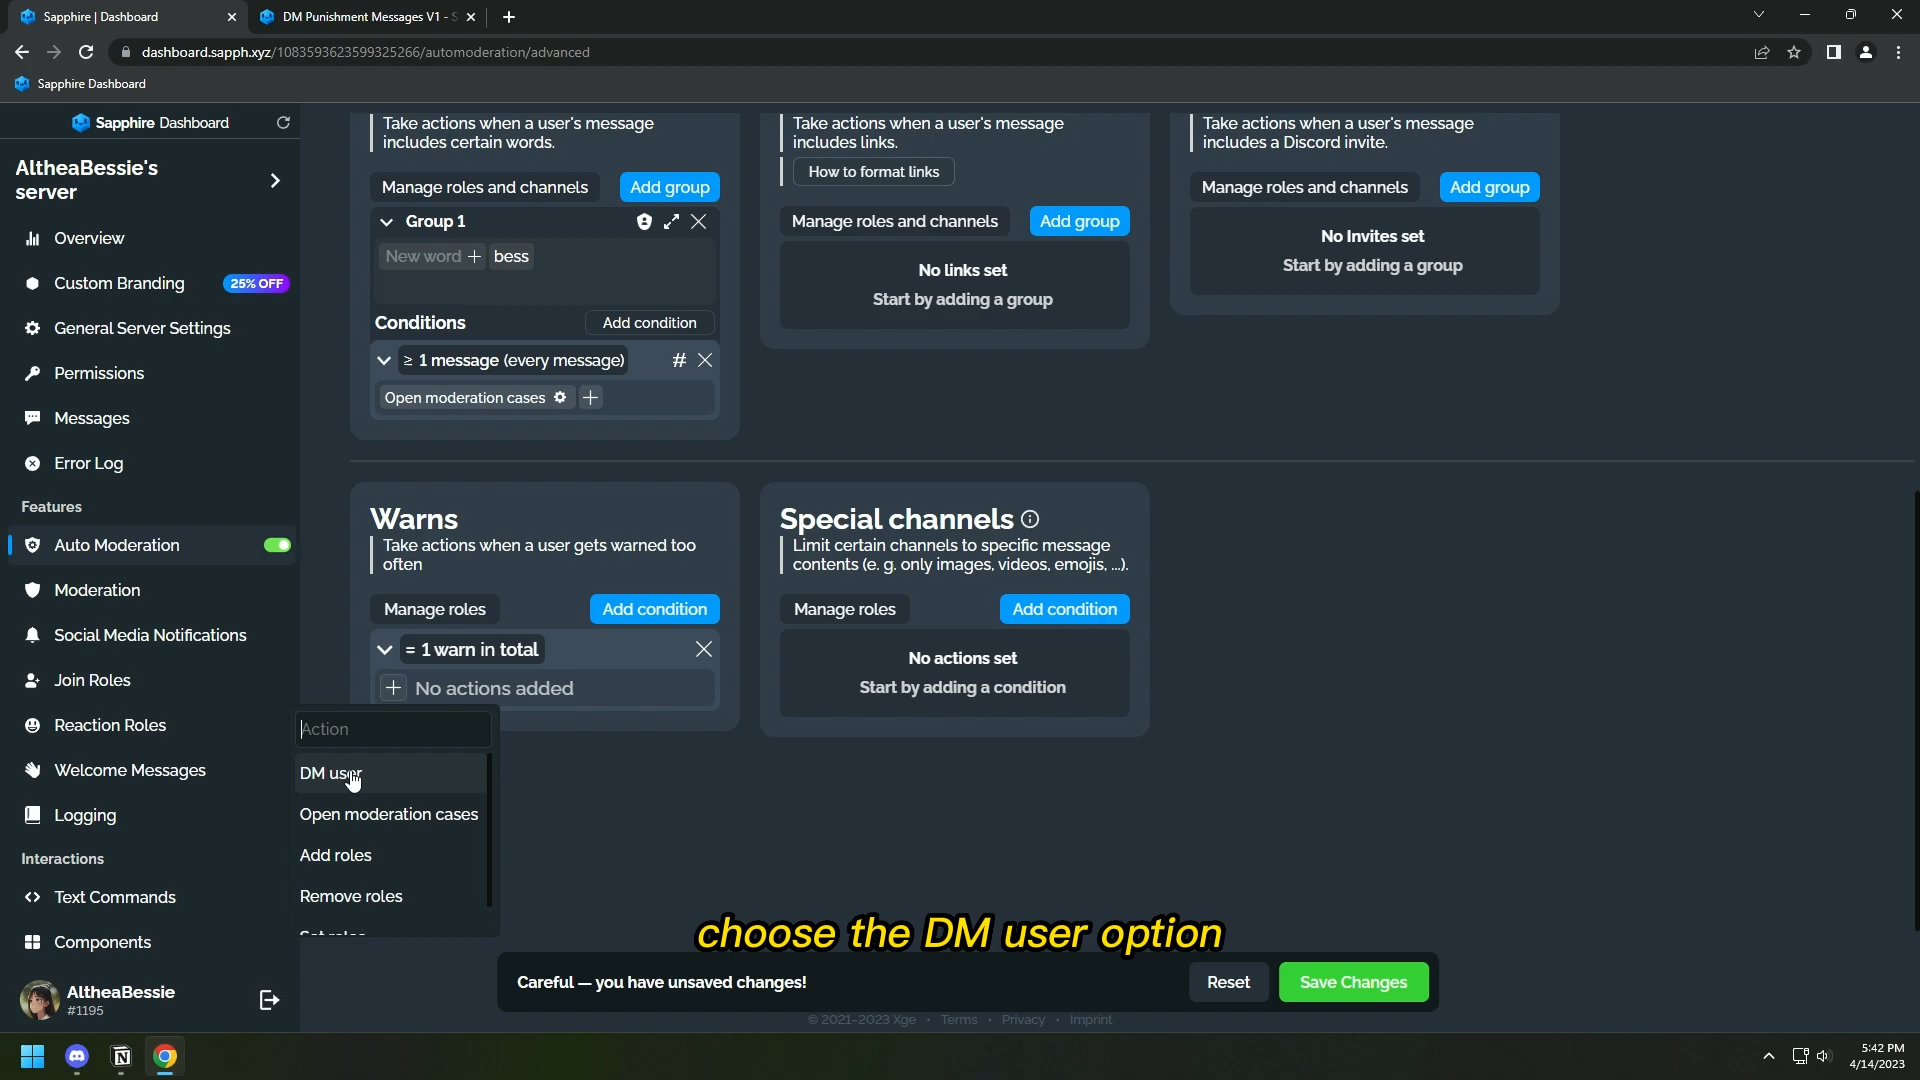 Sapphire | Dashboard
DM Punishment Messages V1 - S
dashboard.sapph.xyz/1083593623599325266/automoderation/advanced
Sapphire Dashboard
Sapphire Dashboard
AltheaBessie's
server
Overview
Custom Branding
25% OFF
General Server Settings
Permissions
Messages
Error Log
Features
Auto Moderation
Moderation
Social Media Notifications
Join Roles
Reaction Roles
Welcome Messages
Logging
Interactions
Text Commands
Components
AltheaBessie
#1195
Take actions when a user's message
includes certain words.
Manage roles and channels
Add group
Group 1
New word +
bess
Conditions
Add condition
≥ 1 message (every message)
#
Open moderation cases
Take actions when a user's message
includes links.
How to format links
Manage roles and channels
Add group
No links set
Start by adding a group
Take actions when a user's message
includes a Discord invite.
Manage roles and channels
Add group
No Invites set
Start by adding a group
Warns
Take actions when a user gets warned too
often
Manage roles
Add condition
= 1 warn in total
+ No actions added
Action
DM user
Open moderation cases
Add roles
Remove roles
Special channels
Limit certain channels to specific message
contents (e. g. only images, videos, emojis, ...).
Manage roles
Add condition
No actions set
Start by adding a condition
choose the DM user option
Careful — you have unsaved changes!
Reset
Save Changes
© 2021-2023 Xge • Terms • Privacy • Imprint
5:42 PM
4/14/2023